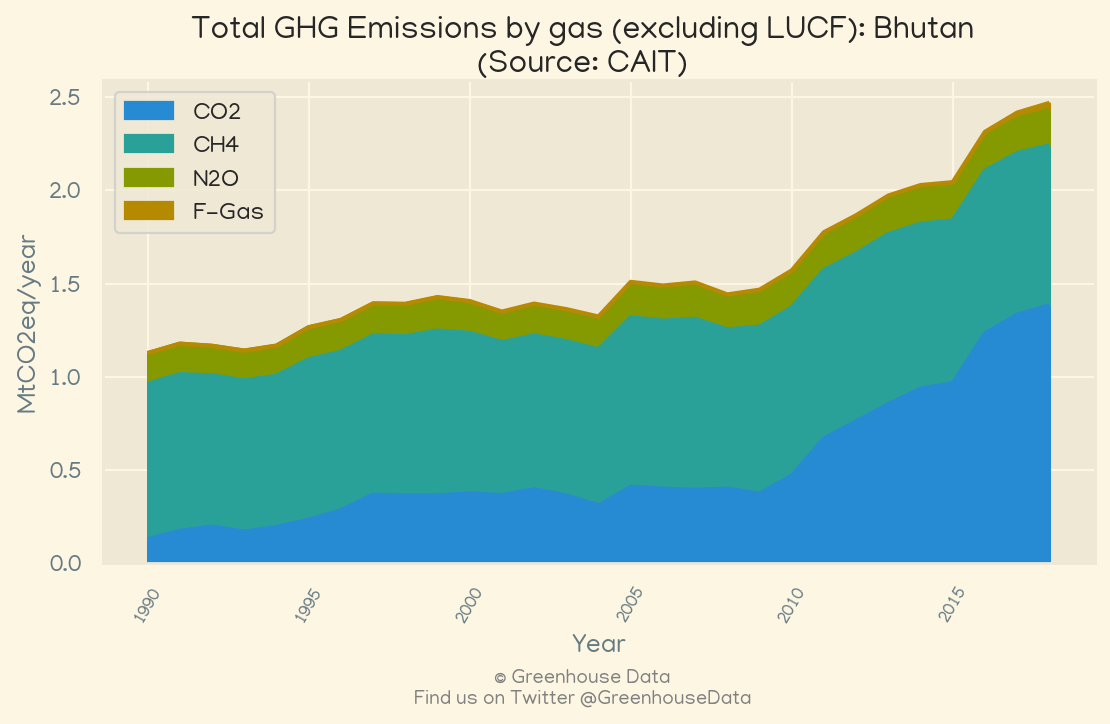 Total GHG Emissions by gas (excluding LUCF): Bhutan
(Source: CAIT)
CO2
CH4
N2O
F-Gas
MtCO2eq/year
2.5
2.0
1.5
1.0
0.5
0.0
1990
1995
2000
2005
2010
2015
Year
© Greenhouse Data
Find us on Twitter @GreenhouseData